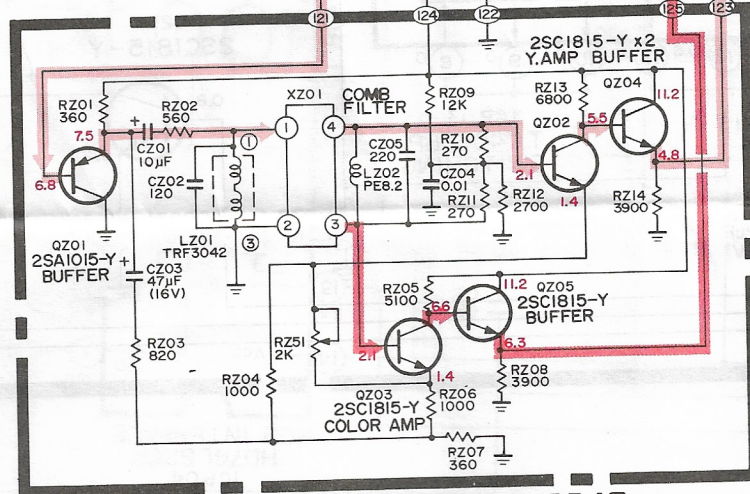 121
124
122
125
123
2SC1815-Y x2
Y.AMP BUFFER
XZ01
COMB
FILTER
RZ01
360
7.5
+
CZ01
10µF
RZ02
560
RZ09
12K
RZ13
6800
QZ04
11.2
QZ02
5.5
1
4
1
CZ05
220
RZ10
270
4.8
6.8
CZ02
120
LZ02
PE8.2
CZ04
0.01
2.1
RZ11
270
RZ12
2700
1.4
RZ14
3900
2
3
3
LZ01
TRF3042
QZ01
2SA1015-Y
BUFFER
+
CZ03
47µF
(16V)
RZ05
5100
11.2
QZ05
2SC1815-Y
BUFFER
6.6
6.3
RZ03
820
RZ51
2K
2.1
1.4
RZ04
1000
RZ08
3900
QZ03
2SC1815-Y
COLOR AMP
RZ06
1000
RZ07
360